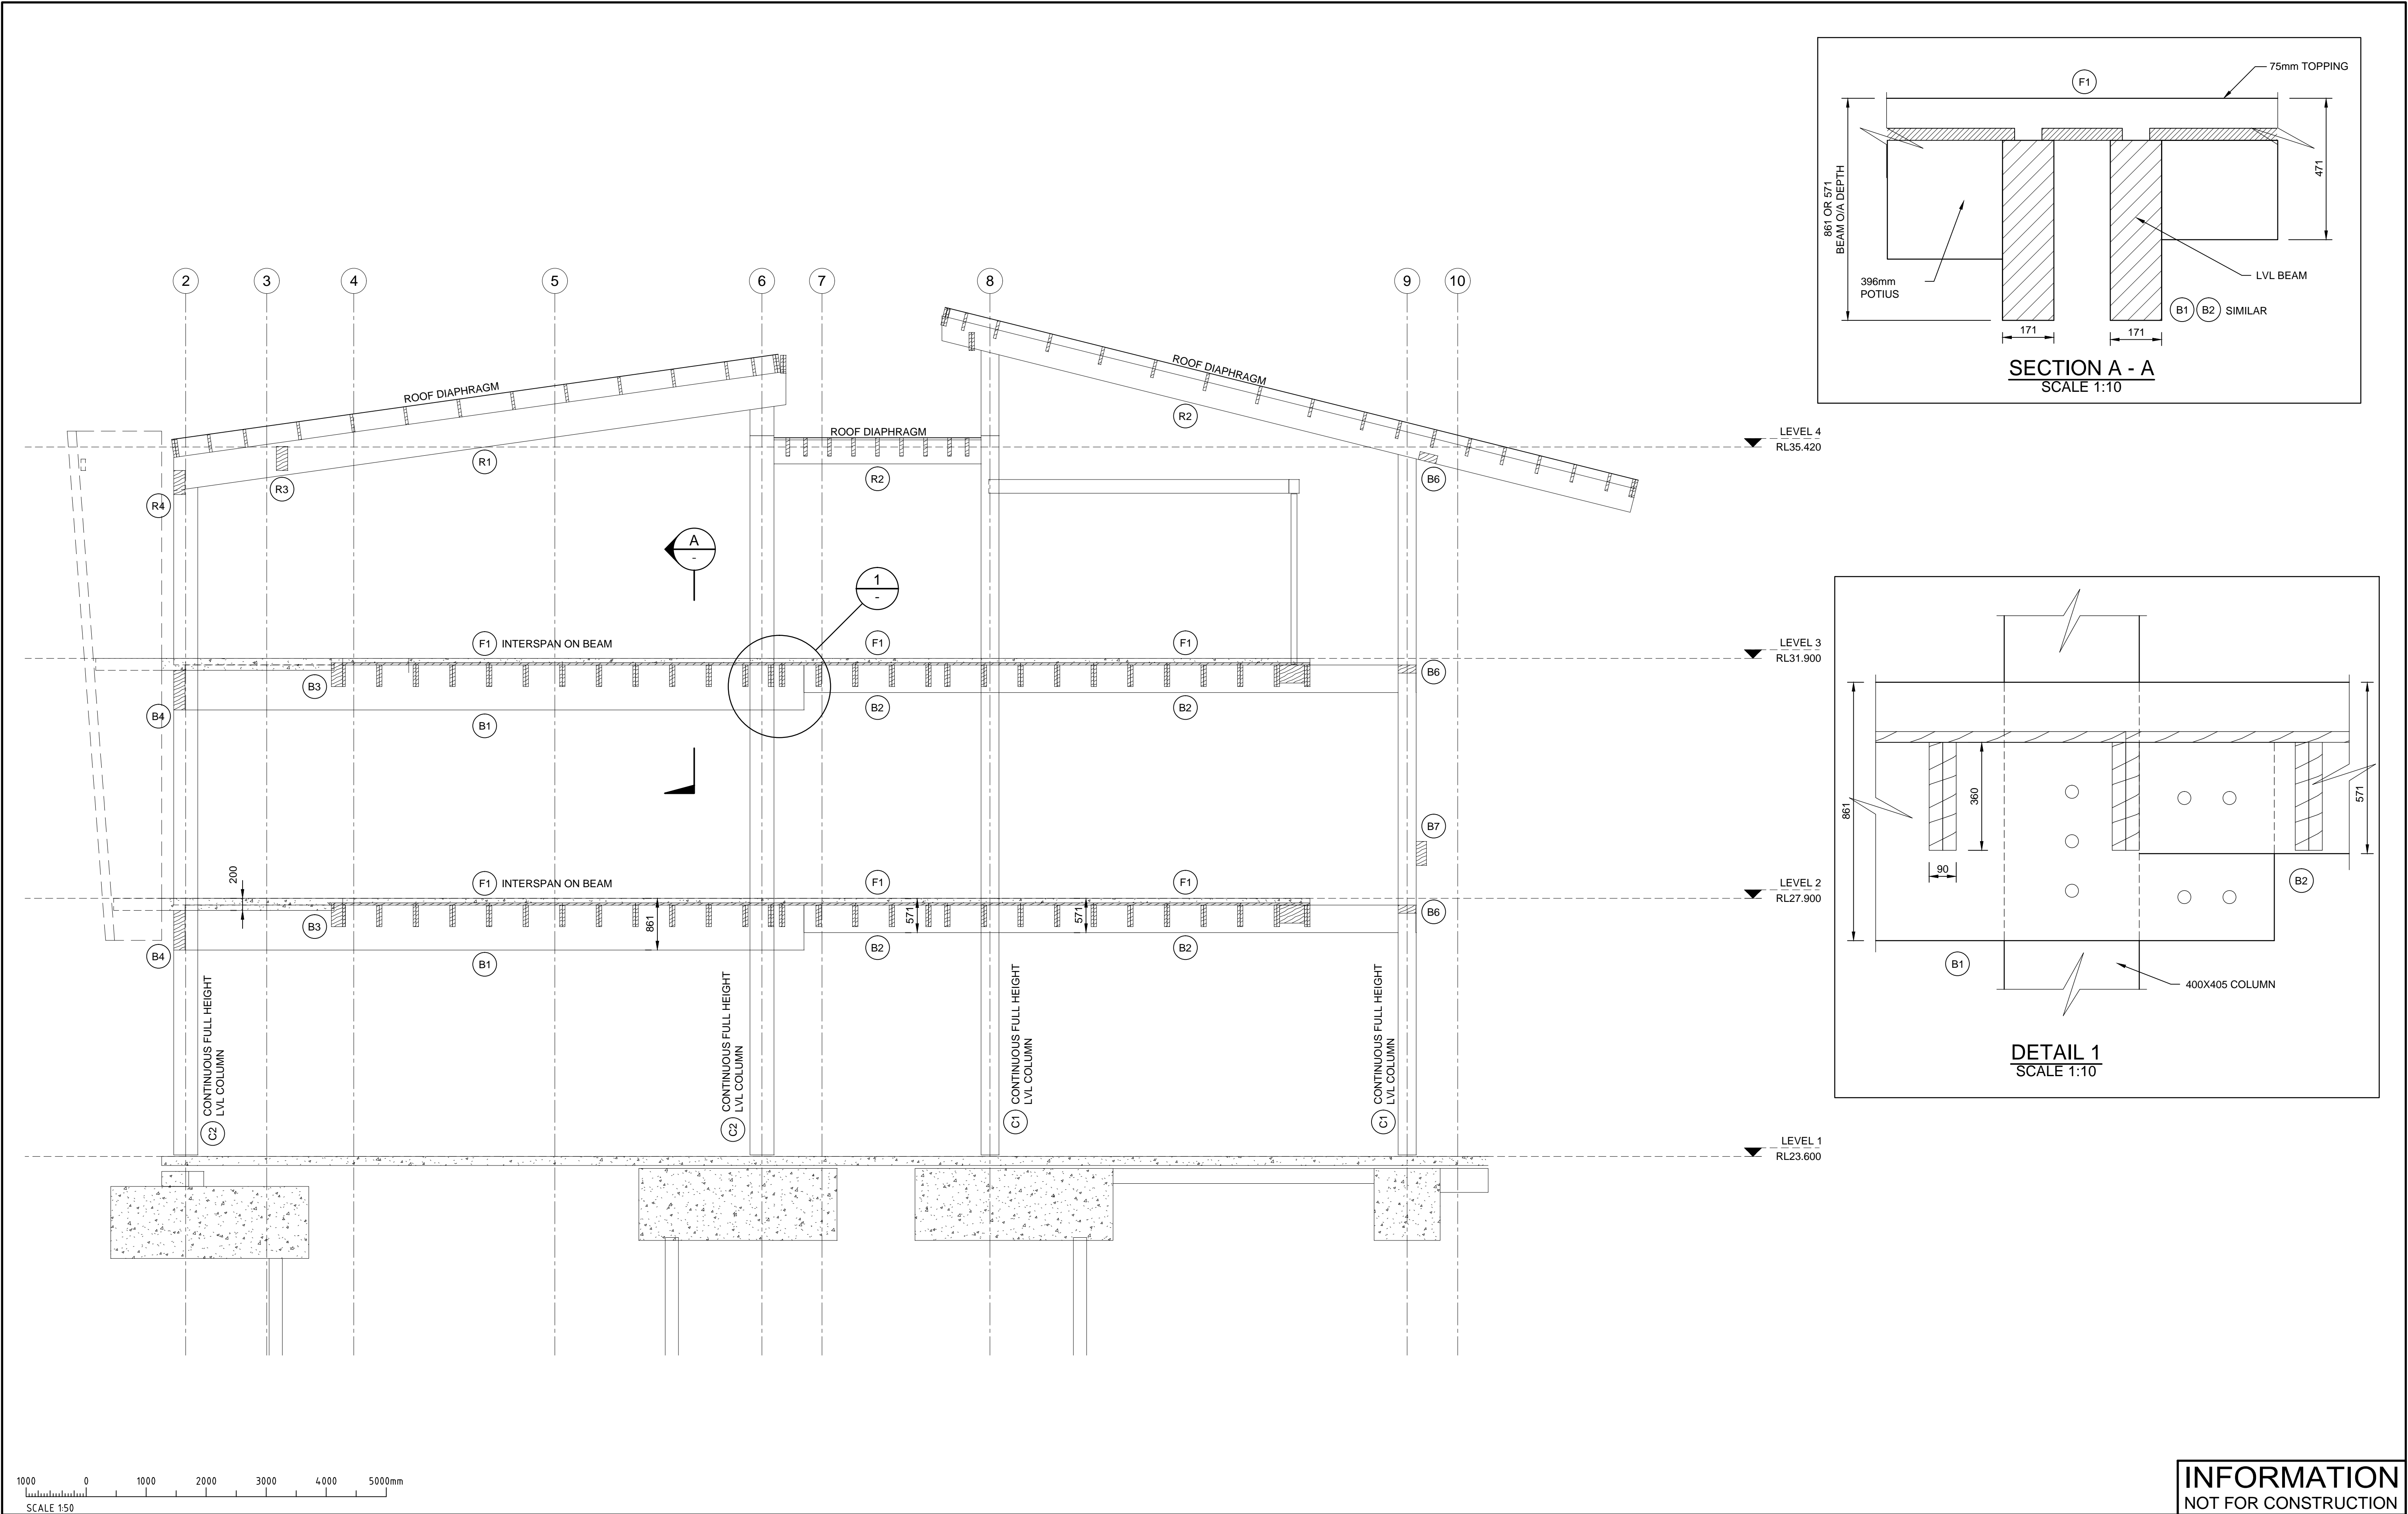 F1
75mm TOPPING
861 OR 571
BEAM O/A DEPTH
471
396mm
POTIUS
LVL BEAM
B1 B2 SIMILAR
171
171
SECTION A - A
SCALE 1:10
2 3 4 5 6 7 8 9 10
ROOF DIAPHRAGM
ROOF DIAPHRAGM
ROOF DIAPHRAGM
R1
R2
R2
R3
R4
B6
LEVEL 4
RL35.420
A
-
1
-
F1 INTERSPAN ON BEAM
F1
F1
LEVEL 3
RL31.900
B3
B4
B1
B2
B2
B6
B7
200
F1 INTERSPAN ON BEAM
F1
F1
LEVEL 2
RL27.900
861
571
571
B3
B4
B1
B2
B2
B6
C2 CONTINUOUS FULL HEIGHT
LVL COLUMN
C2 CONTINUOUS FULL HEIGHT
LVL COLUMN
C1 CONTINUOUS FULL HEIGHT
LVL COLUMN
C1 CONTINUOUS FULL HEIGHT
LVL COLUMN
LEVEL 1
RL23.600
861
360
90
571
B2
B1
400X405 COLUMN
DETAIL 1
SCALE 1:10
1000 0 1000 2000 3000 4000 5000mm
SCALE 1:50
INFORMATION
NOT FOR CONSTRUCTION